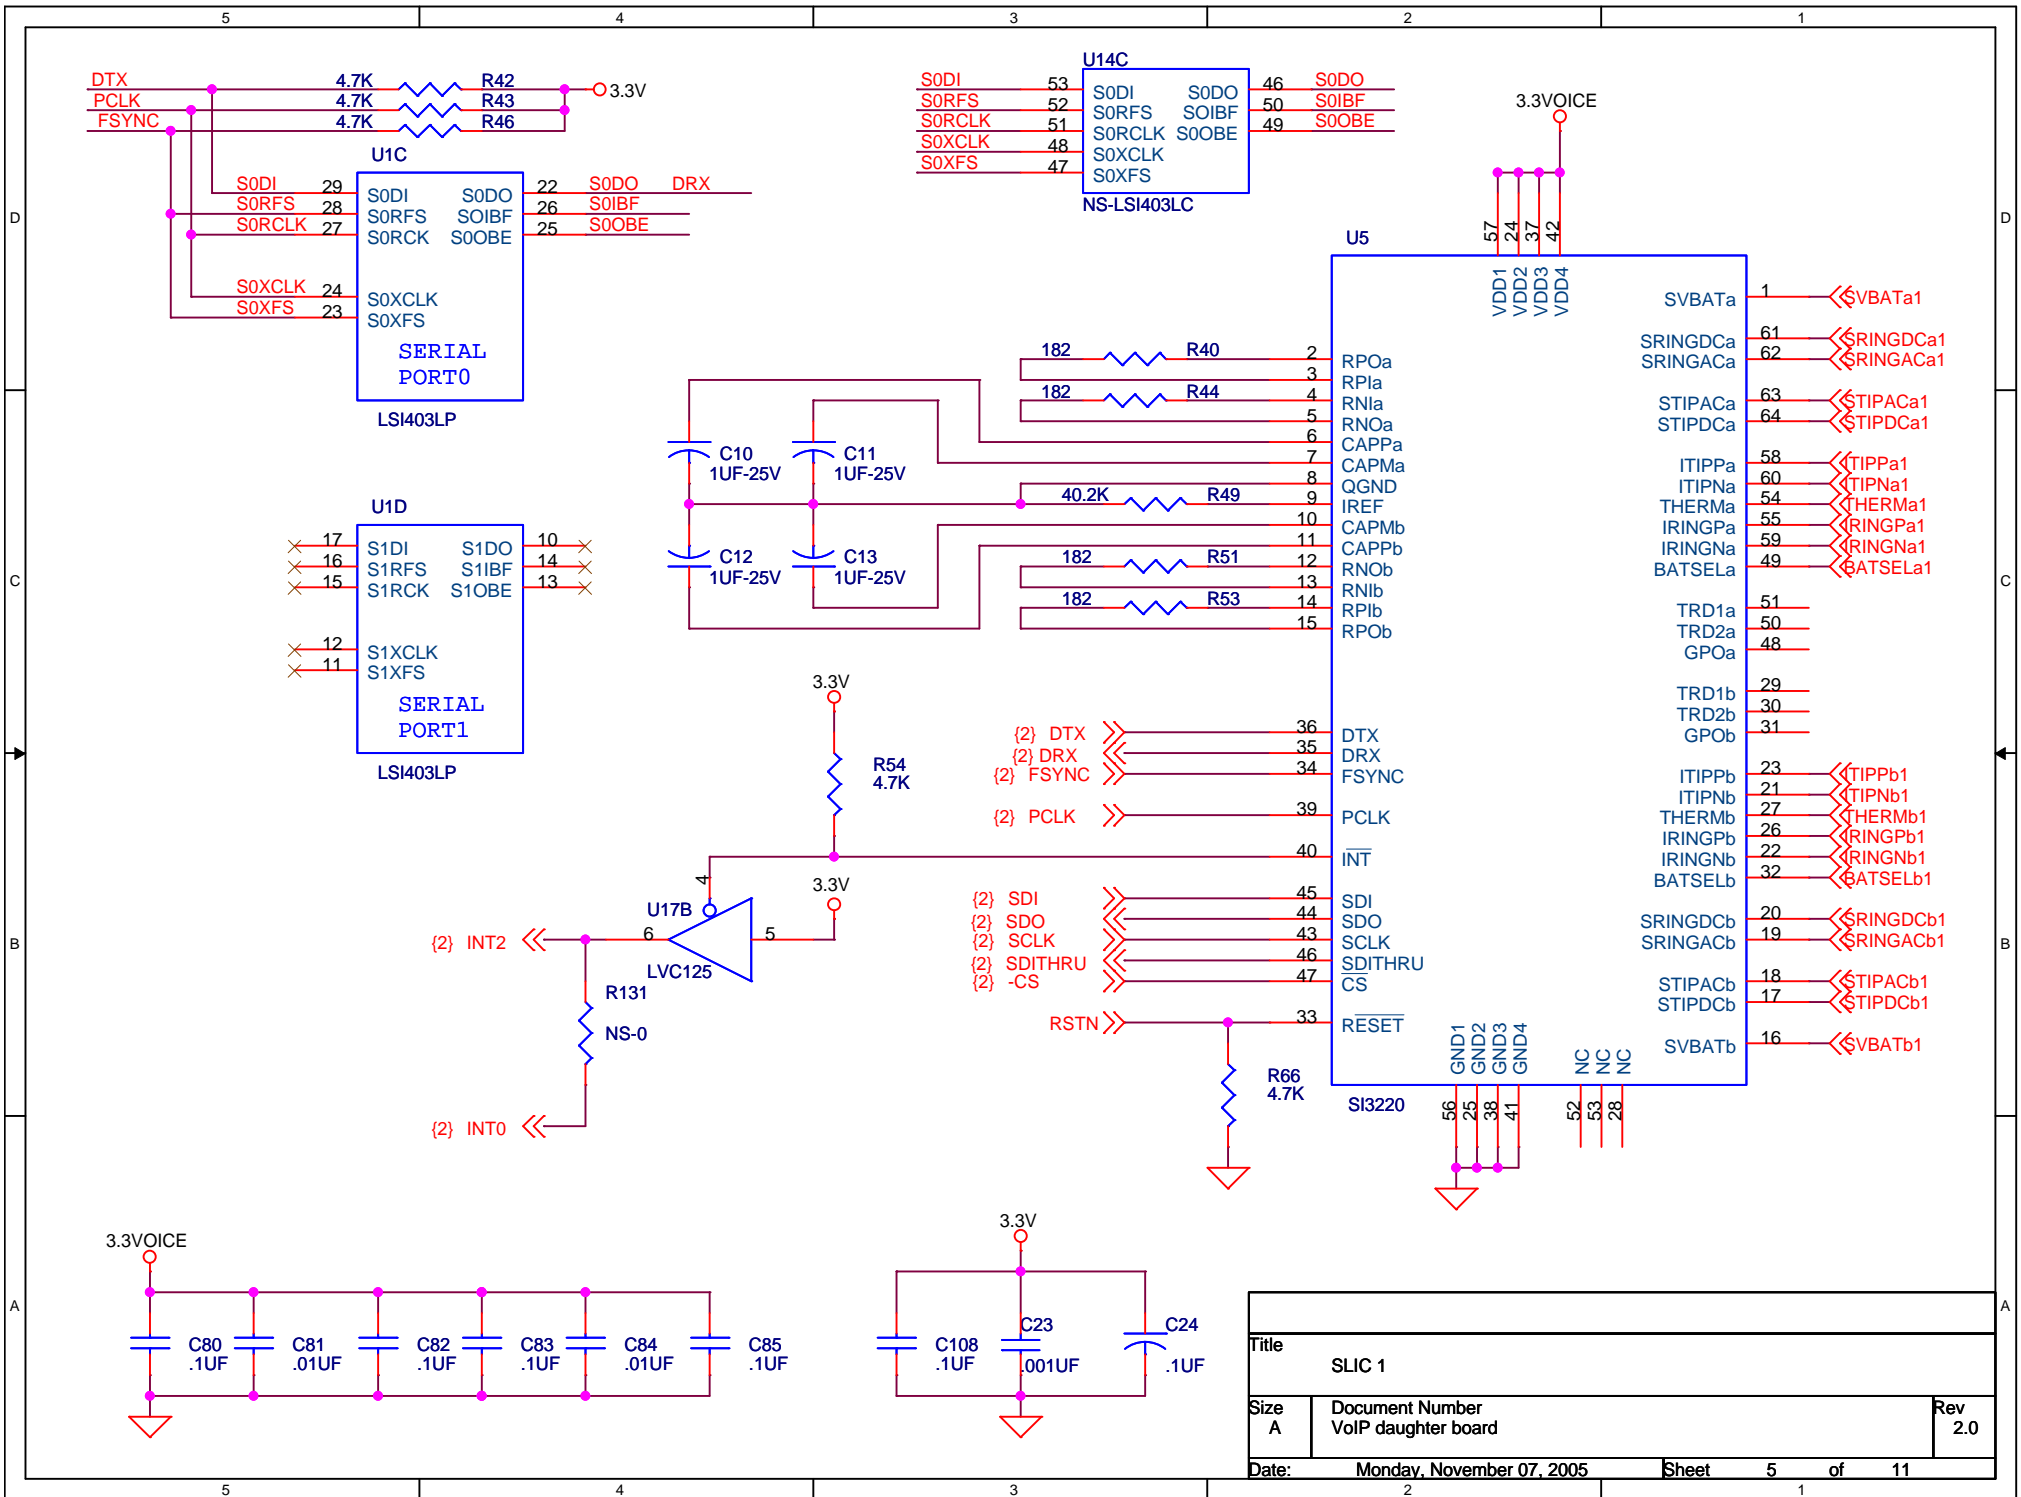 5 4 3 2 1
D
C
B
A
DTX 4.7K R42 3.3V
PCLK 4.7K R43
FSYNC 4.7K R46
U1C
S0DI 29 S0DI S0DO 22 S0DO DRX
S0RFS 28 S0RFS SOIBF 26 S0IBF
S0RCLK 27 S0RCK S0OBE 25 S0OBE
S0XCLK 24 S0XCLK
S0XFS 23 S0XFS
SERIAL
PORT0
LSI403LP
U14C
S0DI 53 S0DI S0DO 46 S0DO
S0RFS 52 S0RFS SOIBF 50 S0IBF
S0RCLK 51 S0RCLK S0OBE 49 S0OBE
S0XCLK 48 S0XCLK
S0XFS 47 S0XFS
NS-LSI403LC
U1D
17 S1DI S1DO 10
16 S1RFS S1IBF 14
15 S1RCK S1OBE 13
12 S1XCLK
11 S1XFS
SERIAL
PORT1
LSI403LP
C10
1UF-25V
C11
1UF-25V
C12
1UF-25V
C13
1UF-25V
182 R40
182 R44
40.2K R49
182 R51
182 R53
3.3VOICE
57 24 37 42
VDD1 VDD2 VDD3 VDD4
U5
2 RPOa
3 RPIa
4 RNIa
5 RNOa
6 CAPPa
7 CAPMa
8 QGND
9 IREF
10 CAPMb
11 CAPPb
12 RNOb
13 RNIb
14 RPIb
15 RPOb
{2} DTX 36 DTX
{2} DRX 35 DRX
{2} FSYNC 34 FSYNC
{2} PCLK 39 PCLK
40 INT
{2} SDI 45 SDI
{2} SDO 44 SDO
{2} SCLK 43 SCLK
{2} SDITHRU 46 SDITHRU
{2} -CS 47 CS
RSTN 33 RESET
SVBATa 1 SVBATa1
SRINGDCa 61 SRINGDCa1
SRINGACa 62 SRINGACa1
STIPACa 63 STIPACa1
STIPDCa 64 STIPDCa1
ITIPPa 58 ITIPPa1
ITIPNa 60 ITIPNa1
THERMa 54 THERMa1
IRINGPa 55 IRINGPa1
IRINGNa 59 IRINGNa1
BATSELa 49 BATSELa1
TRD1a 51
TRD2a 50
GPOa 48
TRD1b 29
TRD2b 30
GPOb 31
ITIPPb 23 ITIPPb1
ITIPNb 21 ITIPNb1
THERMb 27 THERMb1
IRINGPb 26 IRINGPb1
IRINGNb 22 IRINGNb1
BATSELb 32 BATSELb1
SRINGDCb 20 SRINGDCb1
SRINGACb 19 SRINGACb1
STIPACb 18 STIPACb1
STIPDCb 17 STIPDCb1
SVBATb 16 SVBATb1
GND1 GND2 GND3 GND4 NC NC NC
56 25 38 41 52 53 28
SI3220
3.3V
R54
4.7K
4
3.3V
U17B
{2} INT2 6 5
LVC125
R131
NS-0
{2} INT0
R66
4.7K
3.3VOICE
C80
.1UF
C81
.01UF
C82
.1UF
C83
.1UF
C84
.01UF
C85
.1UF
3.3V
C108
.1UF
C23
.001UF
C24
.1UF
Title
SLIC 1
Size Document Number Rev
A VoIP daughter board 2.0
Date: Monday, November 07, 2005 Sheet 5 of 11
D
C
B
A
5 4 3 2 1